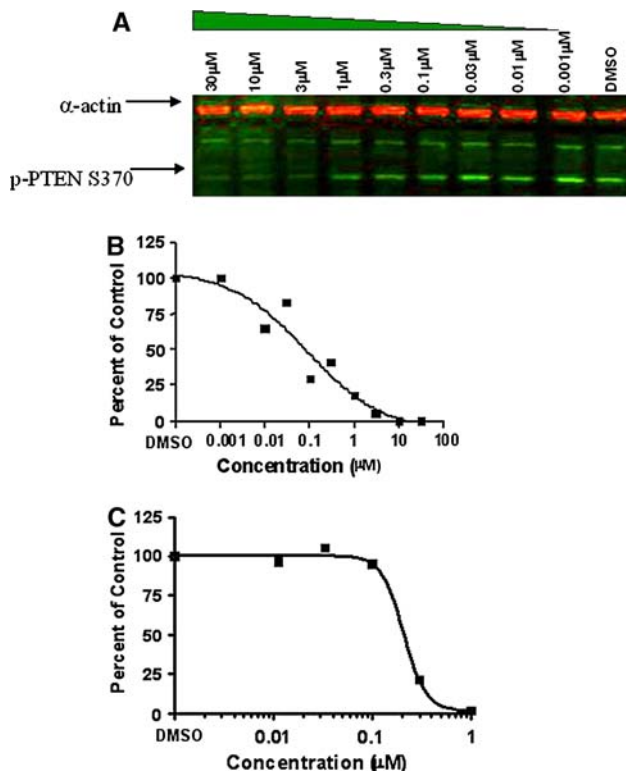 A
30µM 10µM 3µM 1µM 0.3µM 0.1µM 0.03µM 0.01µM 0.001µM DMSO
α-actin
p-PTEN S370
B
Percent of Control
125
100
75
50
25
0
DMSO 0.001 0.01 0.1 1 10 100
Concentration (µM)
C
Percent of Control
125
100
75
50
25
0
DMSO 0.01 0.1 1
Concentration (µM)